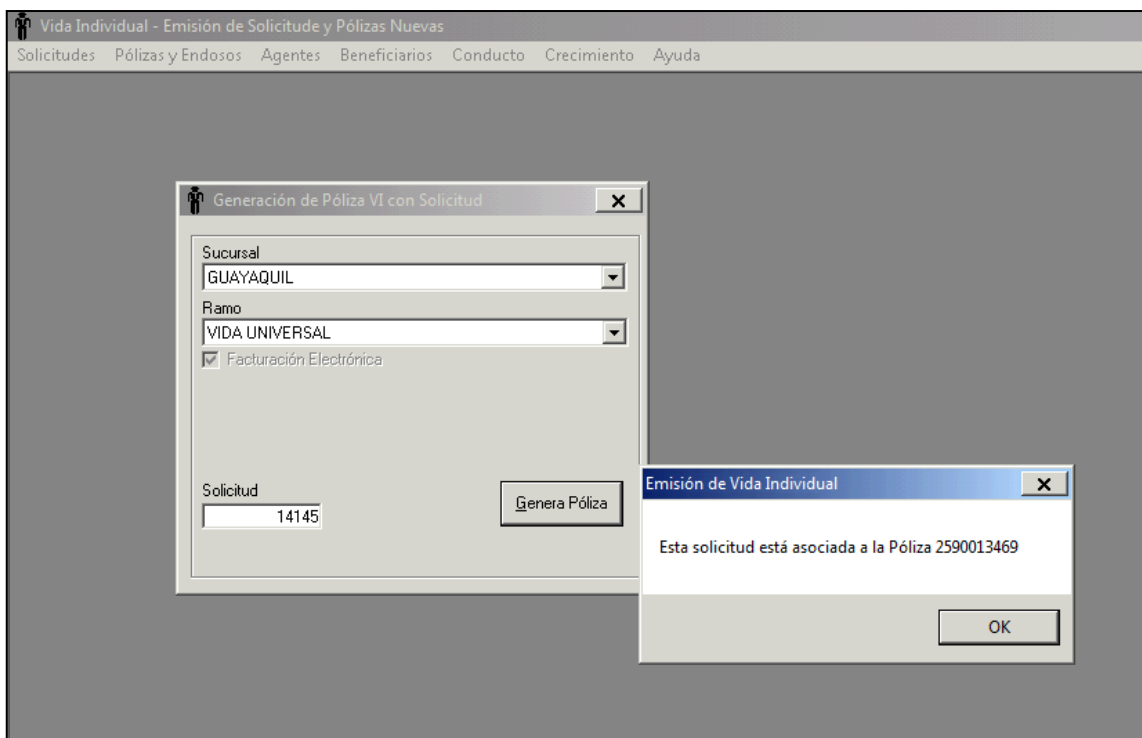 Vida Individual - Emisión de Solicitude y Pólizas Nuevas
Solicitudes Pólizas y Endosos Agentes Beneficiarios Conducto Crecimiento Ayuda
Generación de Póliza VI con Solicitud
Sucursal
GUAYAQUIL
Ramo
VIDA UNIVERSAL
Facturación Electrónica
Solicitud
14145
Genera Póliza
Emisión de Vida Individual
Esta solicitud está asociada a la Póliza 2590013469
OK